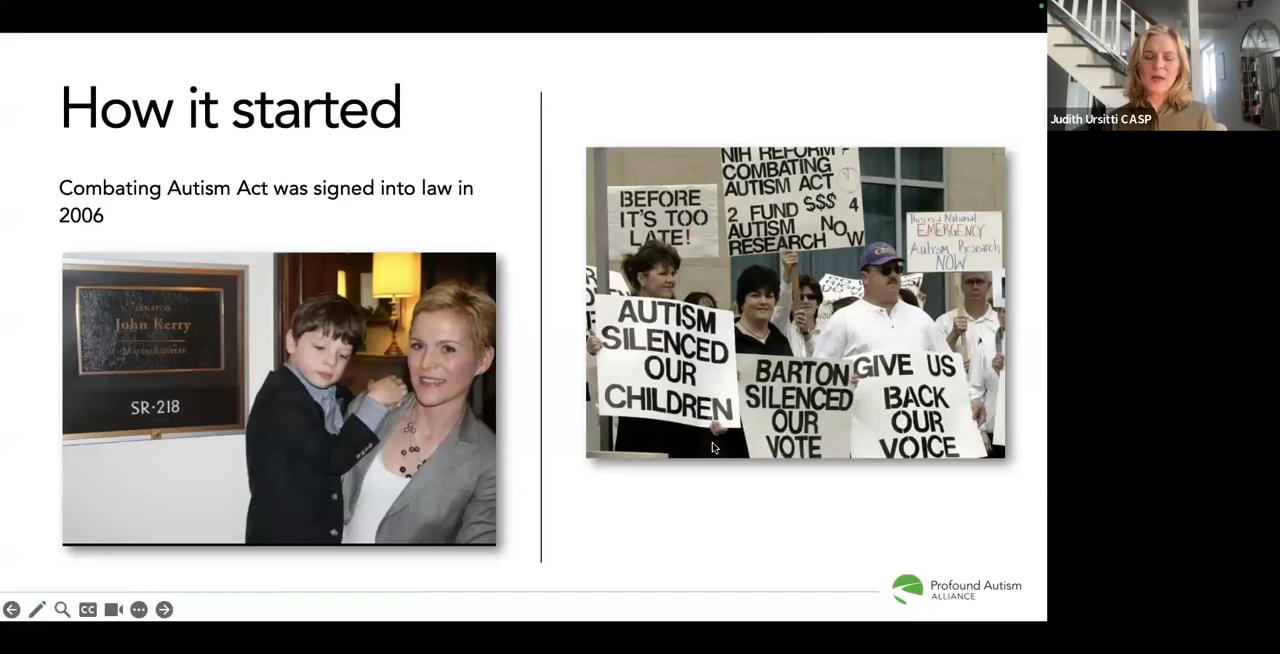 How it started
Combating Autism Act was signed into law in
2006
SENATOR
John Kerry
Massachusetts
SR-218
NIH REFORM +
COMBATING
AUTISM ACT
2 FUND $$$ 4
AUTISM NOW
RESEARCH
BEFORE
IT'S TOO
LATE!
This is a National
EMERGENCY
Autism Research
NOW
AUTISM
SILENCED
OUR
CHILDREN
BARTON
SILENCED
OUR
VOTE
GIVE US
BACK
OUR
VOICE
Profound Autism
ALLIANCE
CC
Judith Ursitti CASP